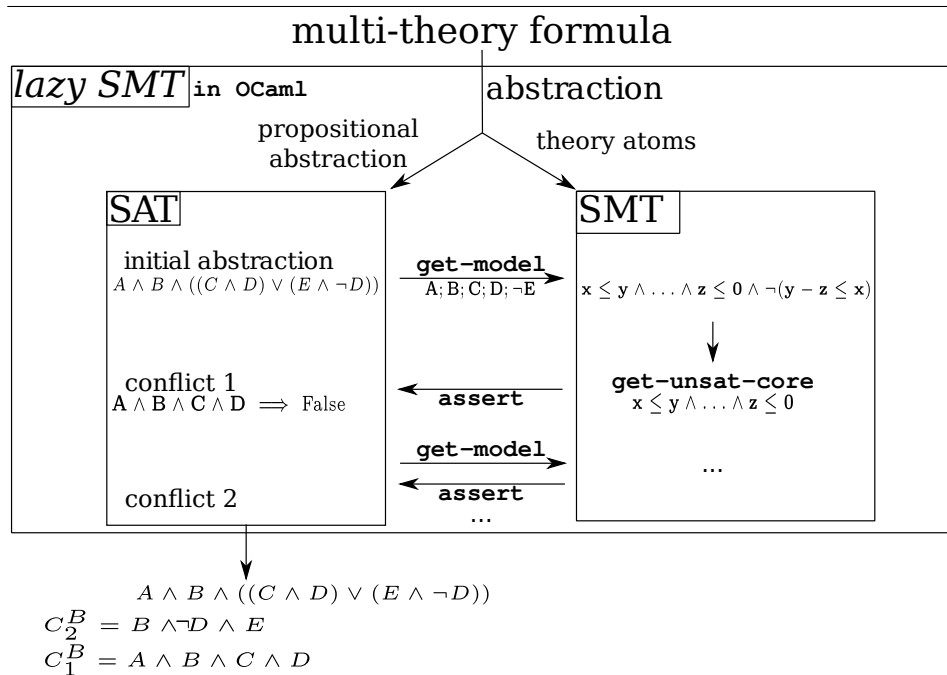 multi-theory formula
lazy SMT in OCaml
abstraction
propositional
abstraction
theory atoms
SAT
initial abstraction
A ∧ B ∧ ((C ∧ D) ∨ (E ∧ ¬D))
get-model
A; B; C; D; ¬E
SMT
x ≤ y ∧ … ∧ z ≤ 0 ∧ ¬(y − z ≤ x)
conflict 1
A ∧ B ∧ C ∧ D ⟹ False
assert
get-unsat-core
x ≤ y ∧ … ∧ z ≤ 0
get-model
...
conflict 2
assert
...
A ∧ B ∧ ((C ∧ D) ∨ (E ∧ ¬D))
C₂ᴮ = B ∧¬D ∧ E
C₁ᴮ = A ∧ B ∧ C ∧ D